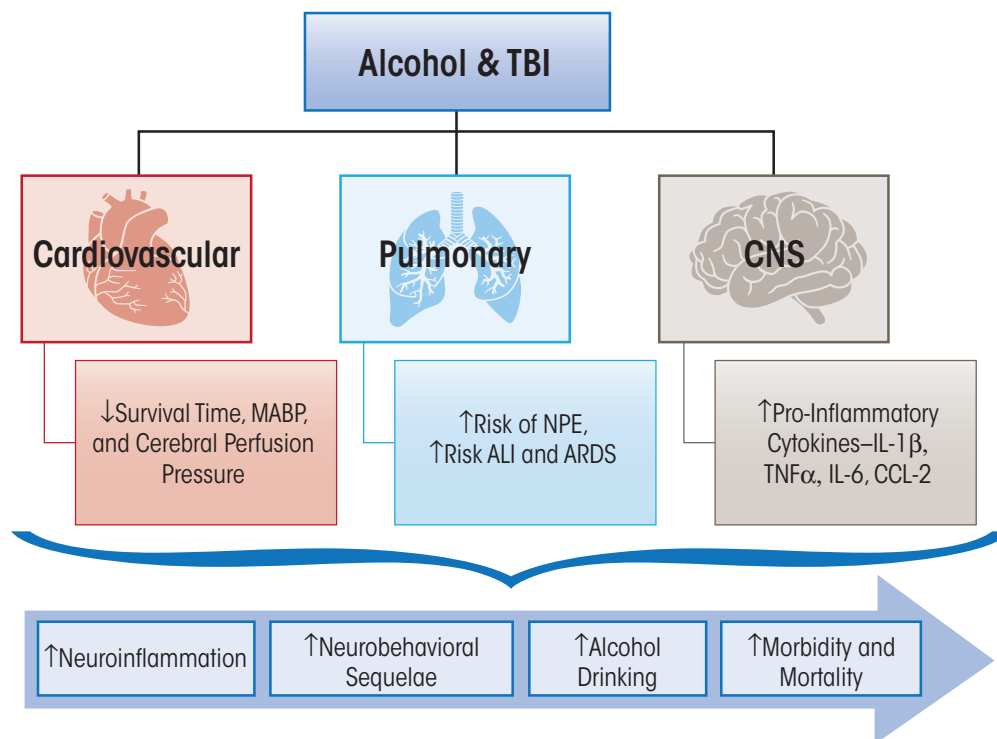 Alcohol & TBI
Cardiovascular
Pulmonary
CNS
↓Survival Time, MABP,
and Cerebral Perfusion
Pressure
↑Risk of NPE,
↑Risk ALI and ARDS
↑Pro-Inflammatory
Cytokines–IL-1β,
TNFα, IL-6, CCL-2
↑Neuroinflammation
↑Neurobehavioral
Sequelae
↑Alcohol
Drinking
↑Morbidity and
Mortality